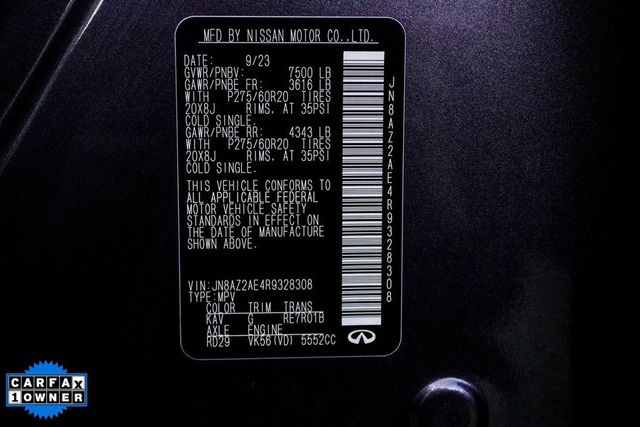 MFD BY NISSAN MOTOR CO.,LTD.
DATE: 9/23
GVWR/PNBV: 7500 LB
GAWR/PNBE FR: 3616 LB
WITH P275/60R20 TIRES
20X8J RIMS. AT 35PSI
COLD SINGLE.
GAWR/PNBE RR: 4343 LB
WITH P275/60R20 TIRES
20X8J RIMS. AT 35PSI
COLD SINGLE.
THIS VEHICLE CONFORMS TO
ALL APPLICABLE FEDERAL
MOTOR VEHICLE SAFETY
STANDARDS IN EFFECT ON
THE DATE OF MANUFACTURE
SHOWN ABOVE.
VIN: JN8AZ2AE4R9328308
TYPE: MPV
COLOR TRIM TRANS
KAV G RE7R01B
AXLE ENGINE
RD29 VK56(VD) 5552CC
JN8AZ2AE4R9328308
CARFAX
1 OWNER